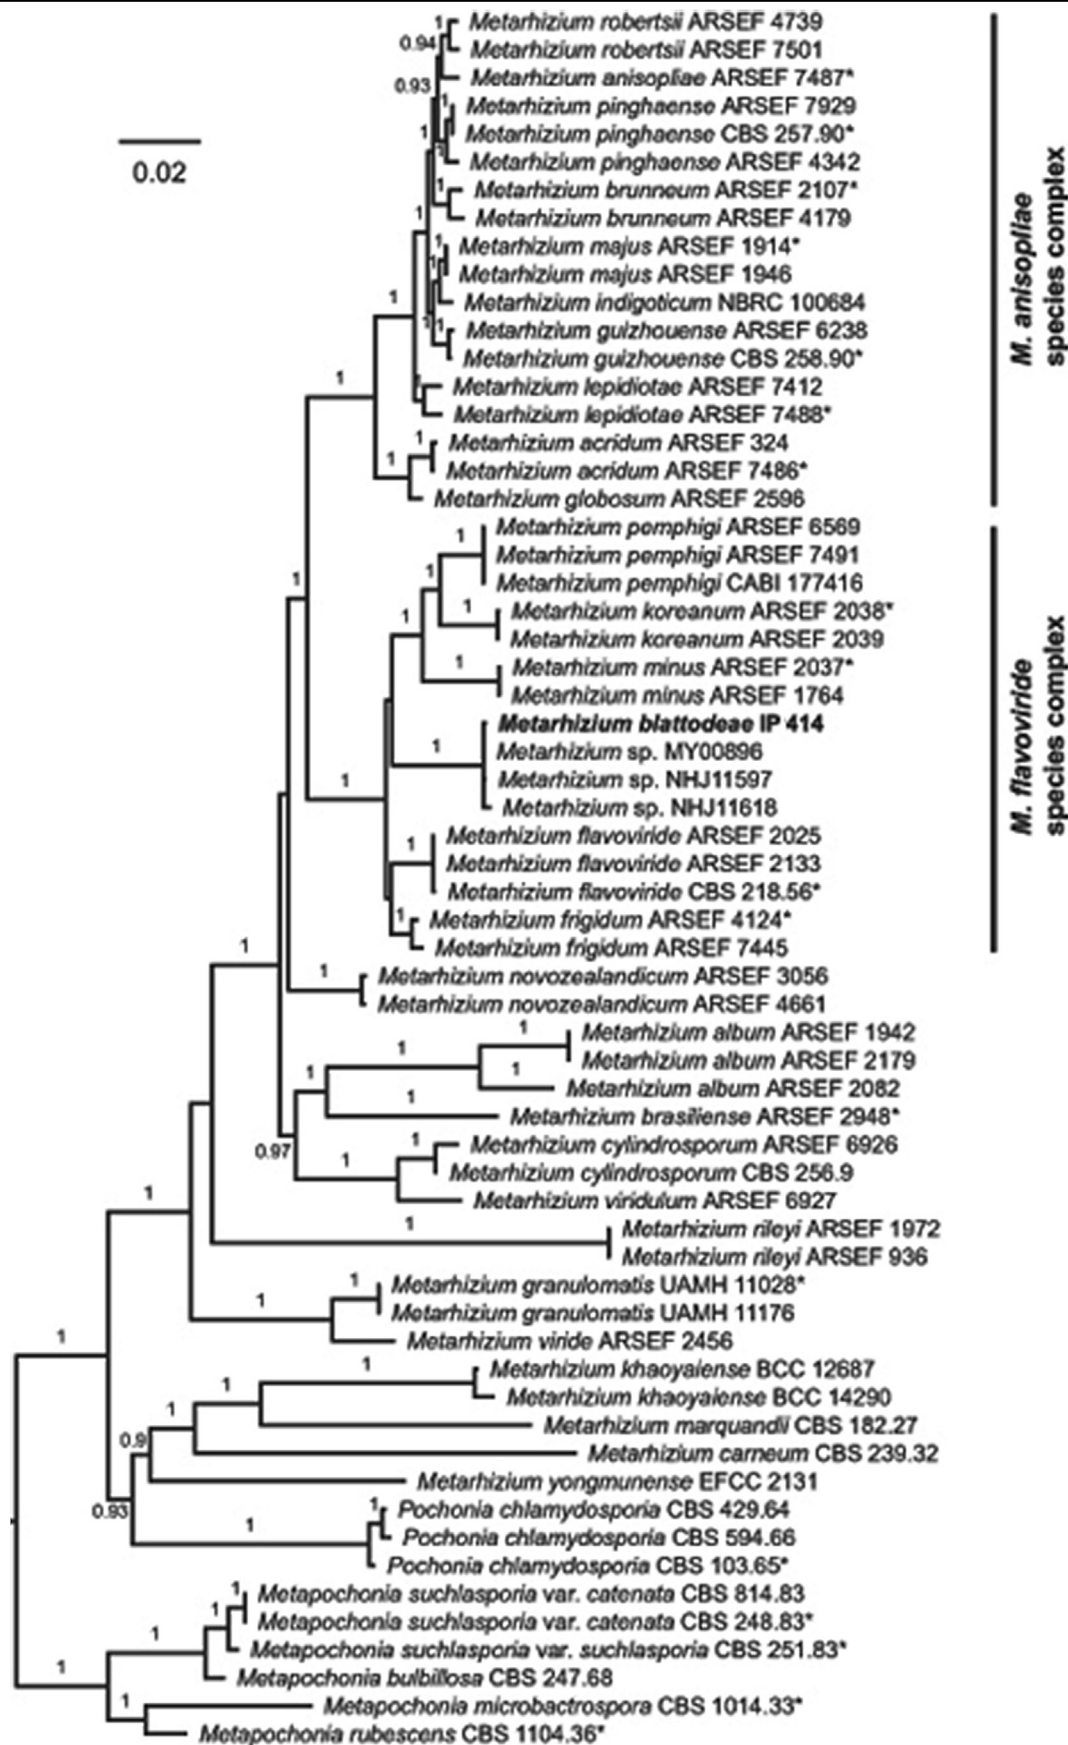 1
Metarhizium robertsii ARSEF 4739
0.94
Metarhizium robertsii ARSEF 7501
Metarhizium anisopliae ARSEF 7487*
0.93
1
Metarhizium pinghaense ARSEF 7929
1
Metarhizium pinghaense CBS 257.90*
1
Metarhizium pinghaense ARSEF 4342
0.02
1
Metarhizium brunneum ARSEF 2107*
1
Metarhizium brunneum ARSEF 4179
1
Metarhizium majus ARSEF 1914*
1
Metarhizium majus ARSEF 1946
1
Metarhizium indigoticum NBRC 100684
1
1
Metarhizium guizhouense ARSEF 6238
Metarhizium guizhouense CBS 258.90*
1
1
Metarhizium lepidiotae ARSEF 7412
Metarhizium lepidiotae ARSEF 7488*
1
Metarhizium acridum ARSEF 324
1
Metarhizium acridum ARSEF 7486*
Metarhizium globosum ARSEF 2596
M. anisopliae
species complex
1
Metarhizium pemphigi ARSEF 6569
Metarhizium pemphigi ARSEF 7491
1
1
Metarhizium pemphigi CABI 177416
1
1
Metarhizium koreanum ARSEF 2038*
Metarhizium koreanum ARSEF 2039
1
Metarhizium minus ARSEF 2037*
Metarhizium minus ARSEF 1764
Metarhizium blattodeae IP 414
1
Metarhizium sp. MY00896
1
Metarhizium sp. NHJ11597
Metarhizium sp. NHJ11618
1
Metarhizium flavoviride ARSEF 2025
Metarhizium flavoviride ARSEF 2133
Metarhizium flavoviride CBS 218.56*
1
Metarhizium frigidum ARSEF 4124*
Metarhizium frigidum ARSEF 7445
M. flavoviride
species complex
1
1
Metarhizium novozealandicum ARSEF 3056
Metarhizium novozealandicum ARSEF 4661
1
Metarhizium album ARSEF 1942
1
1
Metarhizium album ARSEF 2179
1
Metarhizium album ARSEF 2082
1
Metarhizium brasiliense ARSEF 2948*
0.97
1
1
Metarhizium cylindrosporum ARSEF 6926
Metarhizium cylindrosporum CBS 256.9
Metarhizium viridulum ARSEF 6927
1
1
Metarhizium rileyi ARSEF 1972
Metarhizium rileyi ARSEF 936
1
1
Metarhizium granulomatis UAMH 11028*
Metarhizium granulomatis UAMH 11176
1
Metarhizium viride ARSEF 2456
1
1
Metarhizium khaoyaiense BCC 12687
Metarhizium khaoyaiense BCC 14290
1
Metarhizium marquandii CBS 182.27
0.9
Metarhizium carneum CBS 239.32
Metarhizium yongmunense EFCC 2131
0.93
1
1
Pochonia chlamydosporia CBS 429.64
Pochonia chlamydosporia CBS 594.66
Pochonia chlamydosporia CBS 103.65*
1
Metapochonia suchlasporia var. catenata CBS 814.83
1
Metapochonia suchlasporia var. catenata CBS 248.83*
1
Metapochonia suchlasporia var. suchlasporia CBS 251.83*
1
Metapochonia bulbillosa CBS 247.68
1
Metapochonia microbactrospora CBS 1014.33*
Metapochonia rubescens CBS 1104.36*